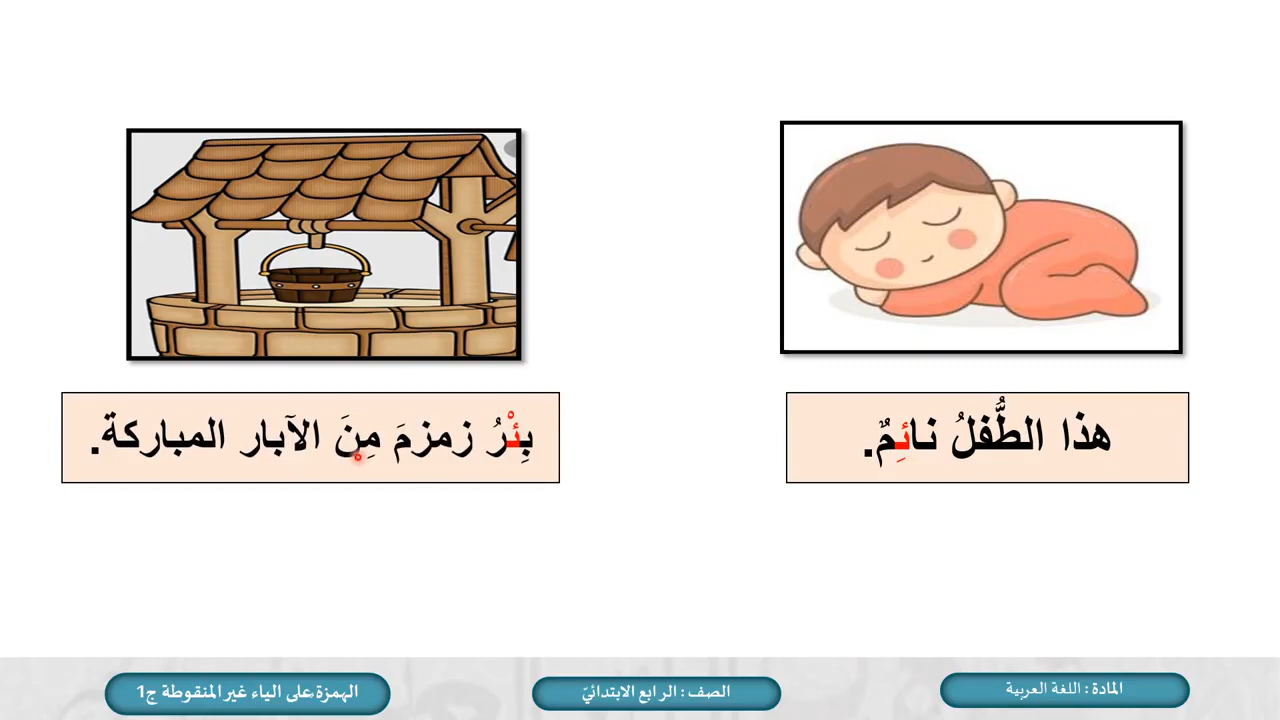 هذا الطُّفلُ نائِمٌ.
بِئْرُ زمزمَ مِنَ الآبار المباركة.
المادة : اللغة العربية
الصف : الرابع الابتدائيّ
الهمزة على الياء غير المنقوطة ج1